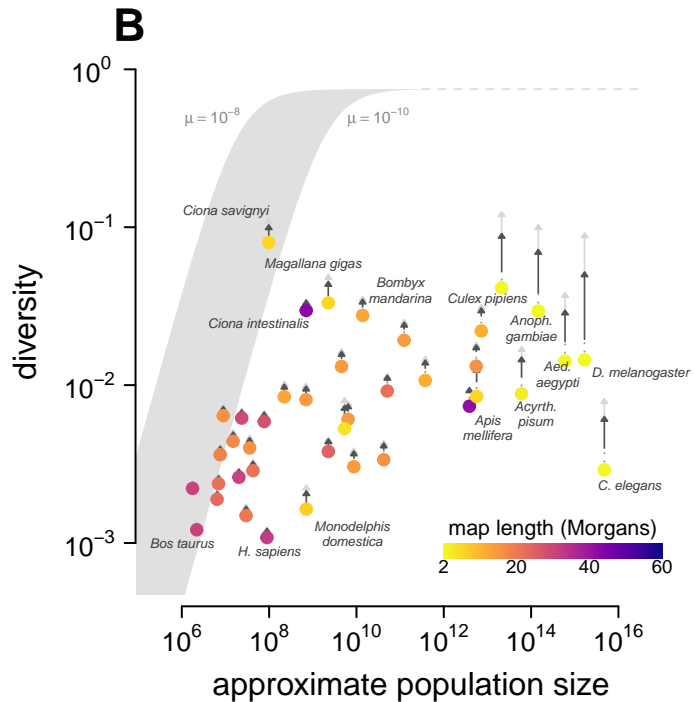 B
10^0
10^−1
10^−2
10^−3
diversity
μ = 10^−8
μ = 10^−10
Ciona savignyi
Magallana gigas
Bombyx
mandarina
Culex pipiens
Ciona intestinalis
Anoph.
gambiae
Aed.
aegypti
D. melanogaster
Apis
mellifera
Acyrth.
pisum
C. elegans
Bos taurus
H. sapiens
Monodelphis
domestica
map length (Morgans)
2 20 40 60
10^6 10^8 10^10 10^12 10^14 10^16
approximate population size